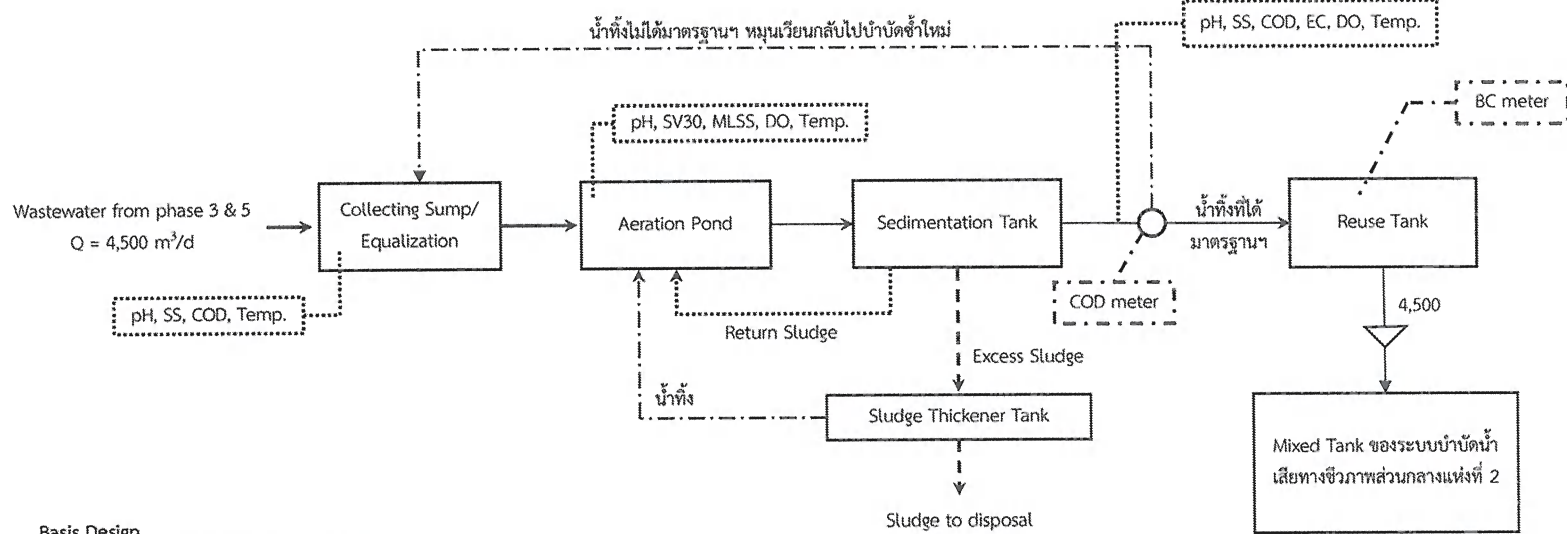 pH, SS, COD, EC, DO, Temp.
น้ำทิ้งไม่ได้มาตรฐานฯ หมุนเวียนกลับไปบำบัดซ้ำใหม่
BC meter
pH, SV30, MLSS, DO, Temp.
Wastewater from phase 3 & 5
Q = 4,500 m³/d
Collecting Sump/
Equalization
Aeration Pond
Sedimentation Tank
น้ำทิ้งที่ได้
มาตรฐานฯ
Reuse Tank
pH, SS, COD, Temp.
COD meter
4,500
Return Sludge
Excess Sludge
น้ำทิ้ง
Sludge Thickener Tank
Mixed Tank ของระบบบำบัดน้ำ
เสียทางชีวภาพส่วนกลางแห่งที่ 2
Sludge to disposal
Basis Design